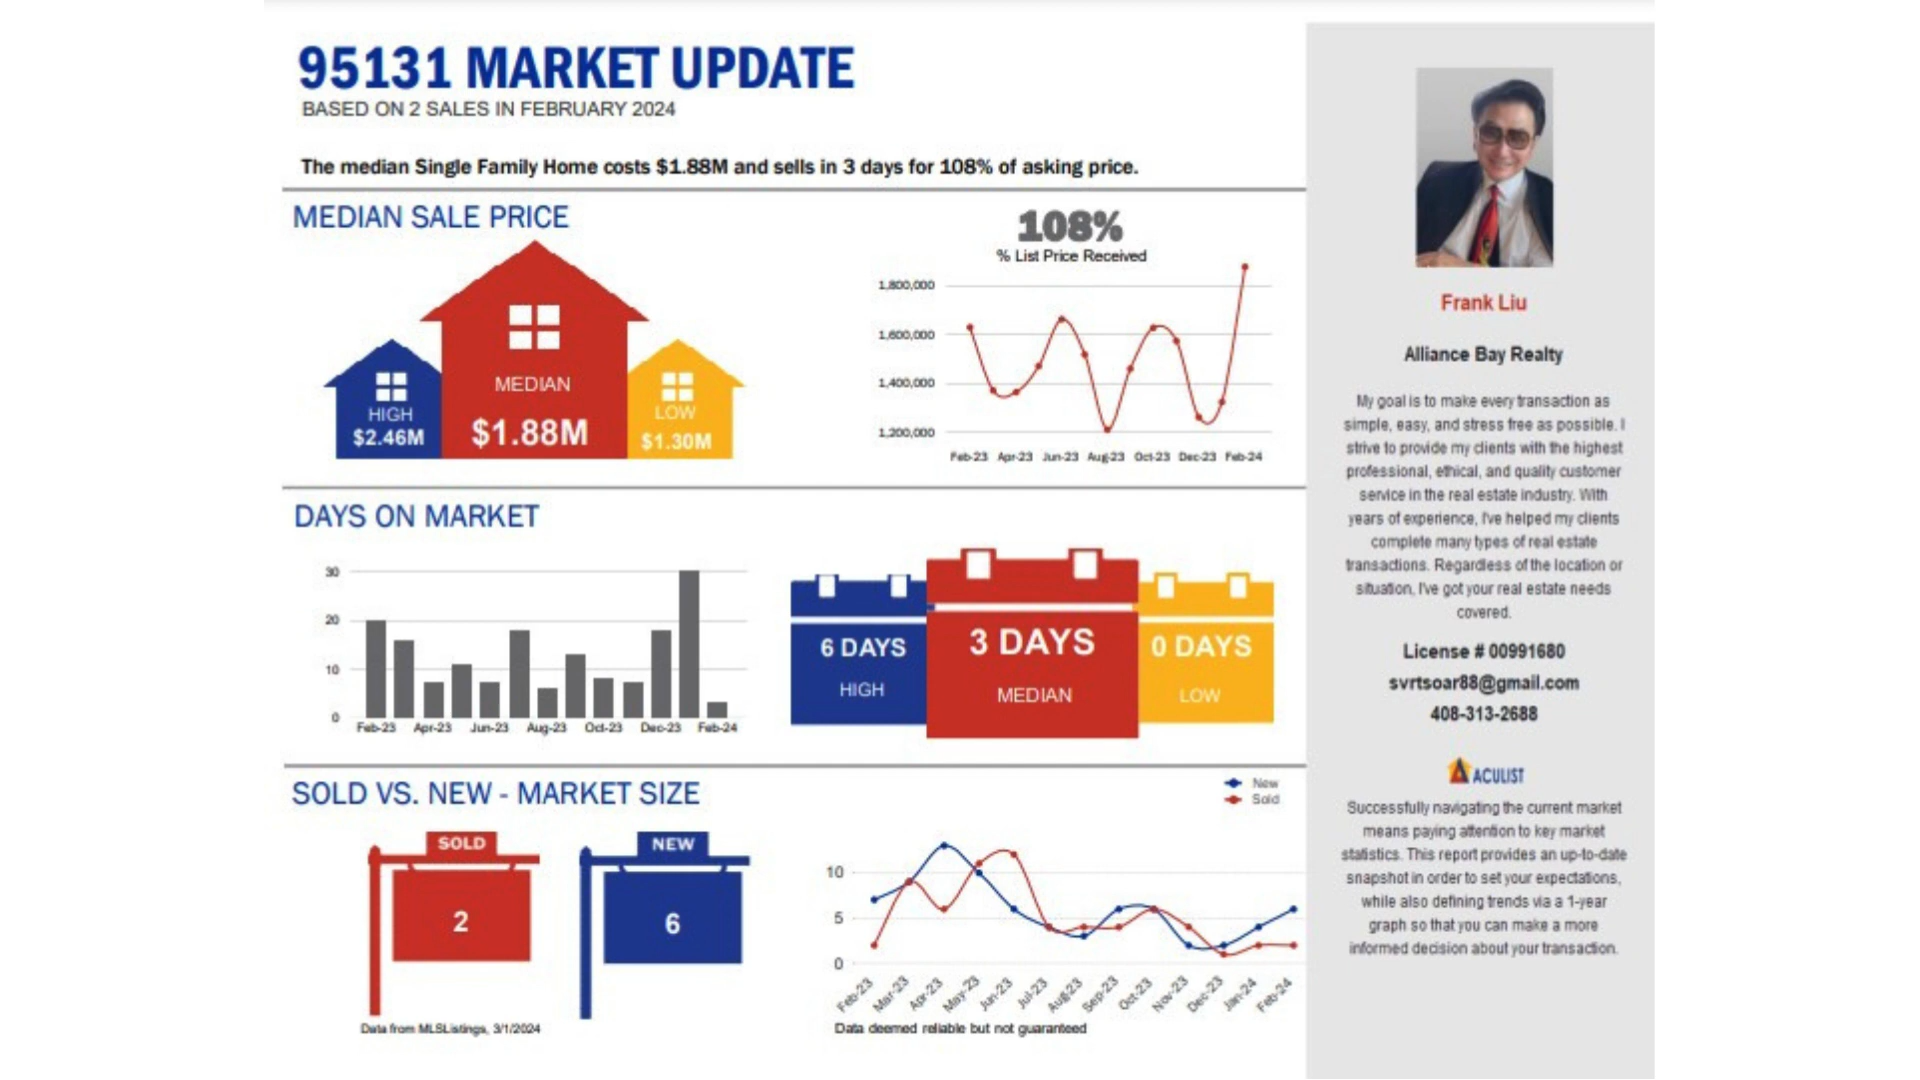 95131 MARKET UPDATE
BASED ON 2 SALES IN FEBRUARY 2024
The median Single Family Home costs $1.88M and sells in 3 days for 108% of asking price.
MEDIAN SALE PRICE
HIGH
$2.46M
MEDIAN
$1.88M
LOW
$1.30M
108%
% List Price Received
1,800,000
1,600,000
1,400,000
1,200,000
Feb-23 Apr-23 Jun-23 Aug-23 Oct-23 Dec-23 Feb-24
DAYS ON MARKET
30
20
10
0
Feb-23 Apr-23 Jun-23 Aug-23 Oct-23 Dec-23 Feb-24
6 DAYS
HIGH
3 DAYS
MEDIAN
0 DAYS
LOW
SOLD VS. NEW - MARKET SIZE
SOLD
2
NEW
6
New
Sold
10
5
0
Feb-23 Mar-23 Apr-23 May-23 Jun-23 Jul-23 Aug-23 Sep-23 Oct-23 Nov-23 Dec-23 Jan-24 Feb-24
Data from MLSListings, 3/1/2024
Data deemed reliable but not guaranteed
Frank Liu
Alliance Bay Realty
My goal is to make every transaction as
simple, easy, and stress free as possible. I
strive to provide my clients with the highest
professional, ethical, and quality customer
service in the real estate industry. With
years of experience, I've helped my clients
complete many types of real estate
transactions. Regardless of the location or
situation, I've got your real estate needs
covered.
License # 00991680
svrtsoar88@gmail.com
408-313-2688
ACULIST
Successfully navigating the current market
means paying attention to key market
statistics. This report provides an up-to-date
snapshot in order to set your expectations,
while also defining trends via a 1-year
graph so that you can make a more
informed decision about your transaction.